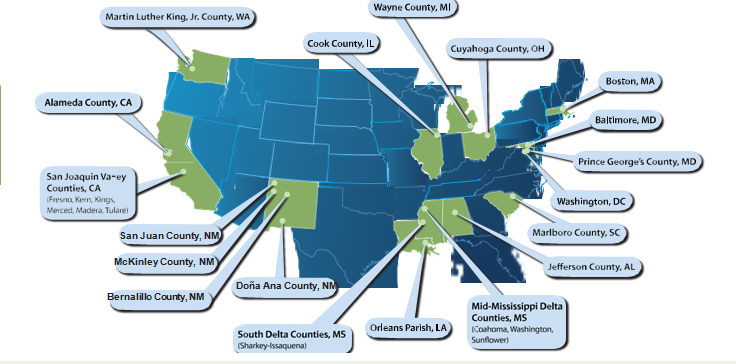 Wayne County, MI
Martin Luther King, Jr. County, WA
Cook County, IL
Cuyahoga County, OH
Boston, MA
Alameda County, CA
Baltimore, MD
Prince George's County, MD
San Joaquin Valley
Counties, CA
(Fresno, Kern, Kings,
Merced, Madera, Tulare)
Washington, DC
San Juan County, NM
Marlboro County, SC
McKinley County, NM
Jefferson County, AL
Bernalillo County, NM
Doña Ana County, NM
Mid-Mississippi Delta
Counties, MS
(Coahoma, Washington,
Sunflower)
South Delta Counties, MS
(Sharkey-Issaquena)
Orleans Parish, LA